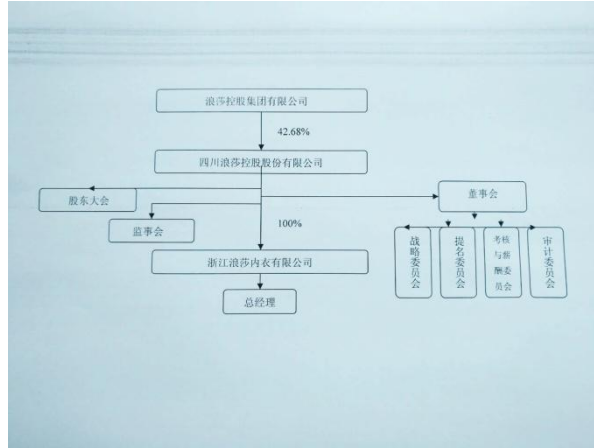 浪莎控股集团有限公司
42.68%
四川浪莎控股股份有限公司
股东大会
董事会
监事会
100%
浙江浪莎内衣有限公司
总经理
战略委员会
提名委员会
考核与薪酬委员会
审计委员会